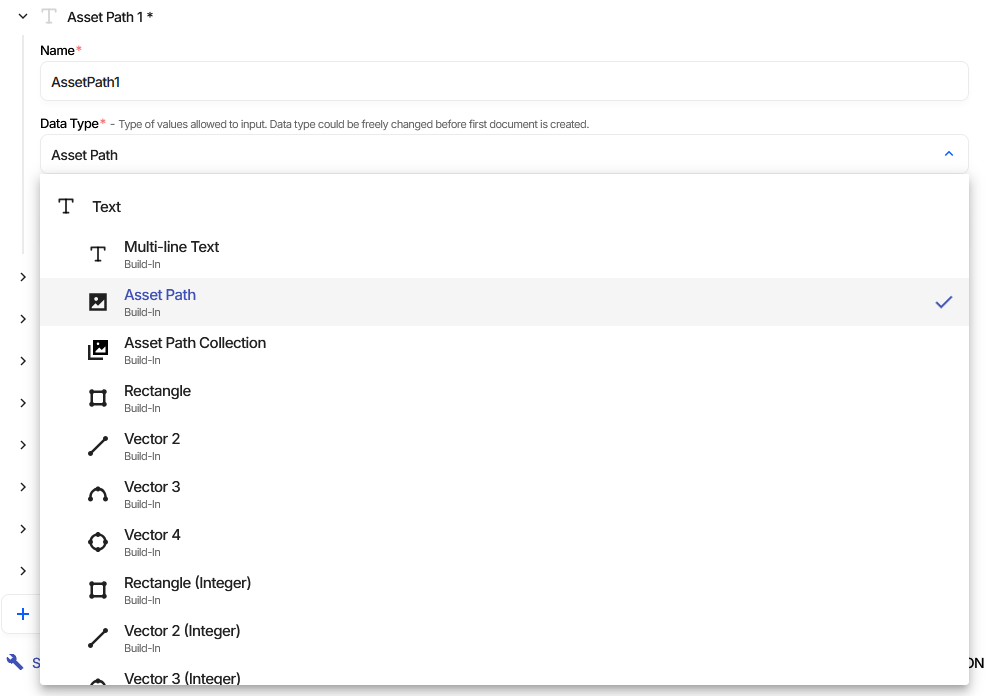 Asset Path 1 *
Name*
AssetPath1
Data Type* - Type of values allowed to input. Data type could be freely changed before first document is created.
Asset Path
Text
Multi-line Text
Build-In
Asset Path
Build-In
Asset Path Collection
Build-In
Rectangle
Build-In
Vector 2
Build-In
Vector 3
Build-In
Vector 4
Build-In
Rectangle (Integer)
Build-In
Vector 2 (Integer)
Build-In
Vector 3 (Integer)